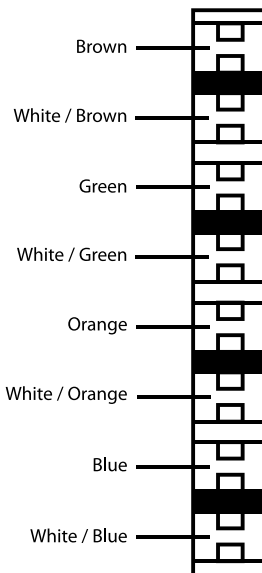 Brown
White / Brown
Green
White / Green
Orange
White / Orange
Blue
White / Blue